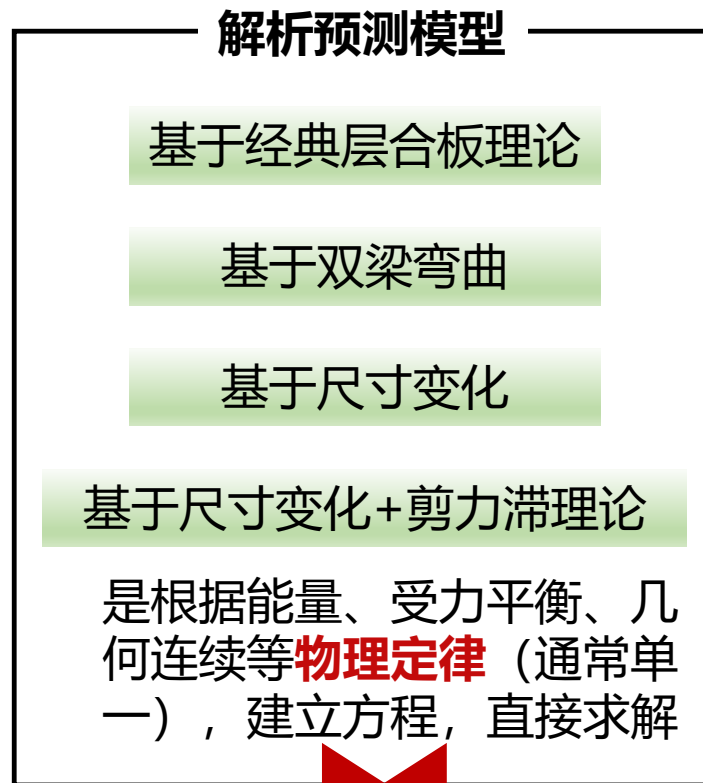 解析预测模型
基于经典层合板理论
基于双梁弯曲
基于尺寸变化
基于尺寸变化+剪力滞理论
是根据能量、受力平衡、几
何连续等物理定律（通常单
一），建立方程，直接求解